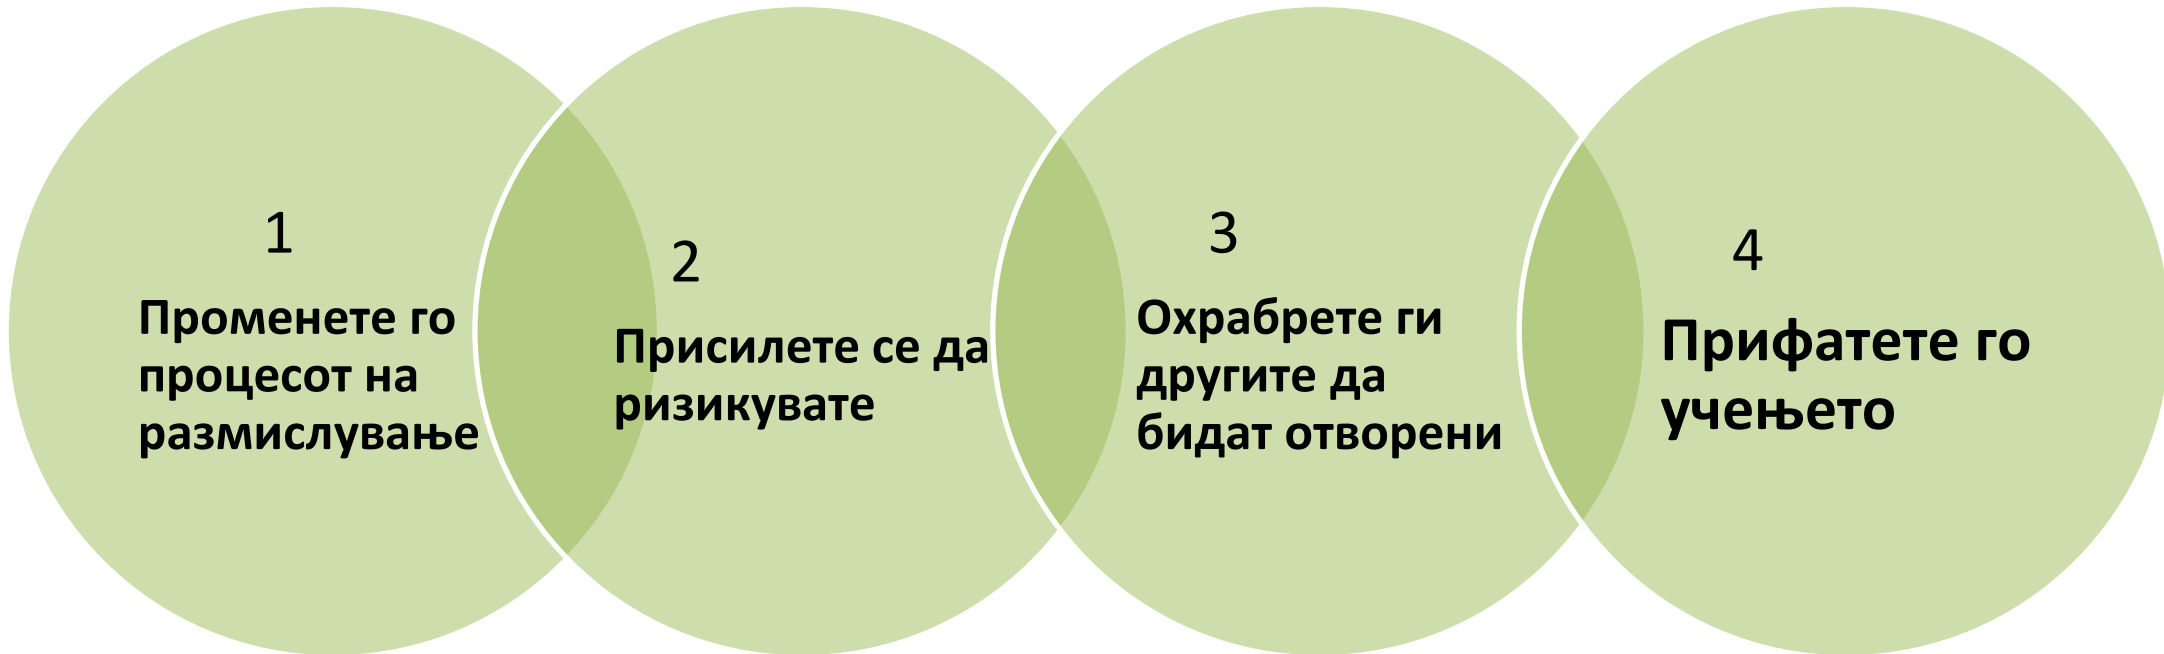 1
Променете го
процесот на
размислување
2
Присилете се да
ризикувате
3
Охрабрете ги
другите да
бидат отворени
4
Прифатете го
учењето